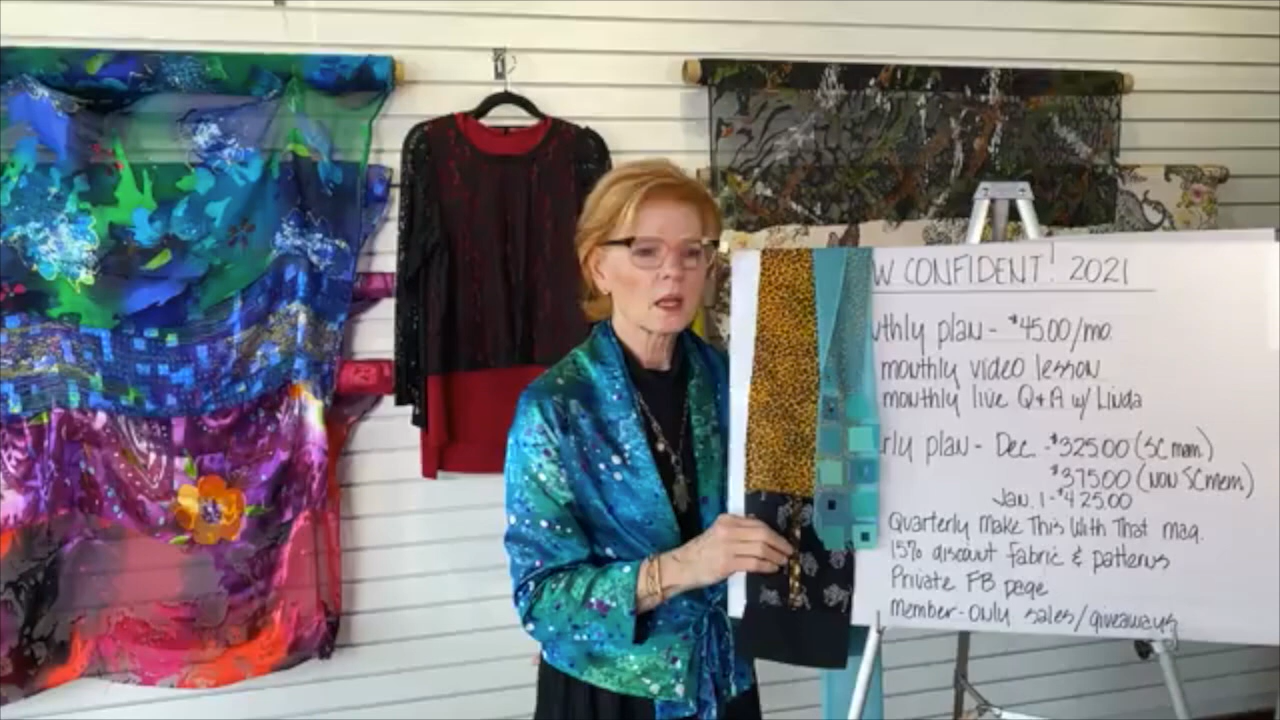 W CONFIDENT! 2021
thly plan - $45.00/mo.
monthly video lesson
monthly live Q+A w/ Linda
rly plan - Dec. - $325.00 (SC mem.)
$375.00 (NON SC mem.)
Jan. 1 - $425.00
Quarterly Make This With That mag.
15% discount fabric & patterns
Private FB page
Member-Only sales/giveaways